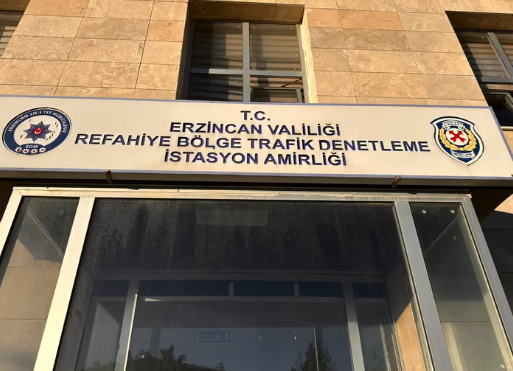 T.C.
ERZİNCAN VALİLİĞİ
REFAHİYE BÖLGE TRAFİK DENETLEME
İSTASYON AMİRLİĞİ